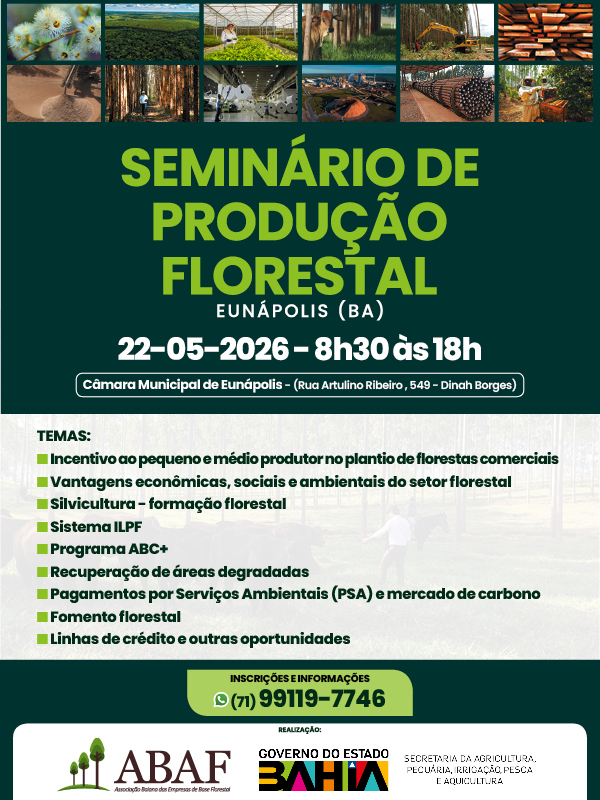 SEMINÁRIO DE
PRODUÇÃO
FLORESTAL
EUNÁPOLIS (BA)
22-05-2026 - 8h30 às 18h
Câmara Municipal de Eunápolis - (Rua Artulino Ribeiro , 549 - Dinah Borges)
TEMAS:
Incentivo ao pequeno e médio produtor no plantio de florestas comerciais
Vantagens econômicas, sociais e ambientais do setor florestal
Silvicultura - formação florestal
Sistema ILPF
Programa ABC+
Recuperação de áreas degradadas
Pagamentos por Serviços Ambientais (PSA) e mercado de carbono
Fomento florestal
Linhas de crédito e outras oportunidades
INSCRIÇÕES E INFORMAÇÕES
(71) 99119-7746
REALIZAÇÃO:
ABAF
Associação Baiana das Empresas de Base Florestal
GOVERNO DO ESTADO
BAHIA
SECRETARIA DA AGRICULTURA,
PECUÁRIA, IRRIGAÇÃO, PESCA
E AQUICULTURA